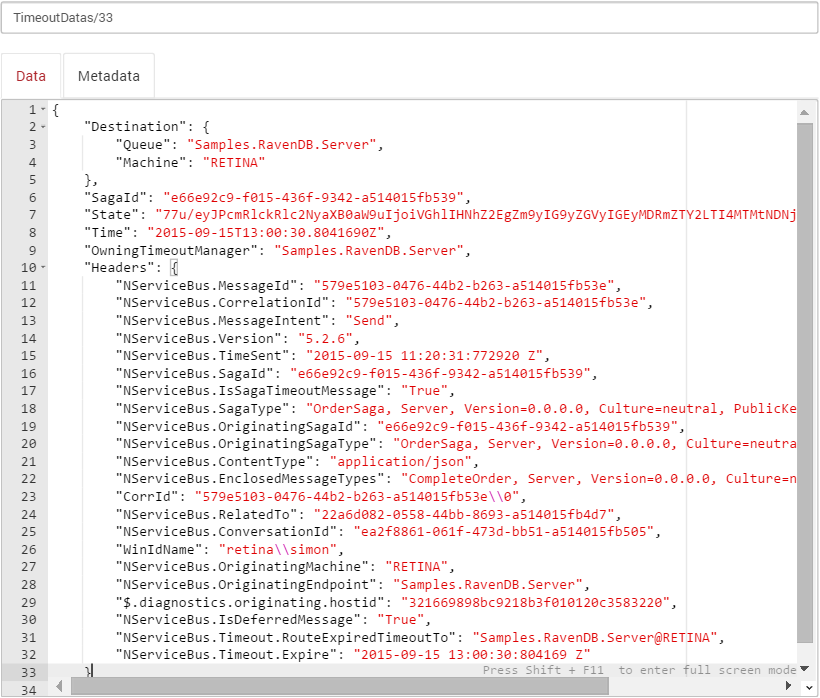 TimeoutDatas/33
Data Metadata
1 {
2 "Destination": {
3 "Queue": "Samples.RavenDB.Server",
4 "Machine": "RETINA"
5 },
6 "SagaId": "e66e92c9-f015-436f-9342-a514015fb539",
7 "State": "77u/eyJPcmRlckRlc2NyaXB0aW9uIjoiVGhlIHNhZ2EgZm9yIG9yZGVyIGEyMDRmZTY2LTI4MTMtNDNj
8 "Time": "2015-09-15T13:00:30.8041690Z",
9 "OwningTimeoutManager": "Samples.RavenDB.Server",
10 "Headers": {
11 "NServiceBus.MessageId": "579e5103-0476-44b2-b263-a514015fb53e",
12 "NServiceBus.CorrelationId": "579e5103-0476-44b2-b263-a514015fb53e",
13 "NServiceBus.MessageIntent": "Send",
14 "NServiceBus.Version": "5.2.6",
15 "NServiceBus.TimeSent": "2015-09-15 11:20:31:772920 Z",
16 "NServiceBus.SagaId": "e66e92c9-f015-436f-9342-a514015fb539",
17 "NServiceBus.IsSagaTimeoutMessage": "True",
18 "NServiceBus.SagaType": "OrderSaga, Server, Version=0.0.0.0, Culture=neutral, PublicKe
19 "NServiceBus.OriginatingSagaId": "e66e92c9-f015-436f-9342-a514015fb539",
20 "NServiceBus.OriginatingSagaType": "OrderSaga, Server, Version=0.0.0.0, Culture=neutra
21 "NServiceBus.ContentType": "application/json",
22 "NServiceBus.EnclosedMessageTypes": "CompleteOrder, Server, Version=0.0.0.0, Culture=n
23 "CorrId": "579e5103-0476-44b2-b263-a514015fb53e\\0",
24 "NServiceBus.RelatedTo": "22a6d082-0558-44bb-8693-a514015fb4d7",
25 "NServiceBus.ConversationId": "ea2f8861-061f-473d-bb51-a514015fb505",
26 "WinIdName": "retina\\simon",
27 "NServiceBus.OriginatingMachine": "RETINA",
28 "NServiceBus.OriginatingEndpoint": "Samples.RavenDB.Server",
29 "$.diagnostics.originating.hostid": "321669898bc9218b3f010120c3583220",
30 "NServiceBus.IsDeferredMessage": "True",
31 "NServiceBus.Timeout.RouteExpiredTimeoutTo": "Samples.RavenDB.Server@RETINA",
32 "NServiceBus.Timeout.Expire": "2015-09-15 13:00:30:804169 Z"
33 }
Press Shift + F11 to enter full screen mode
34